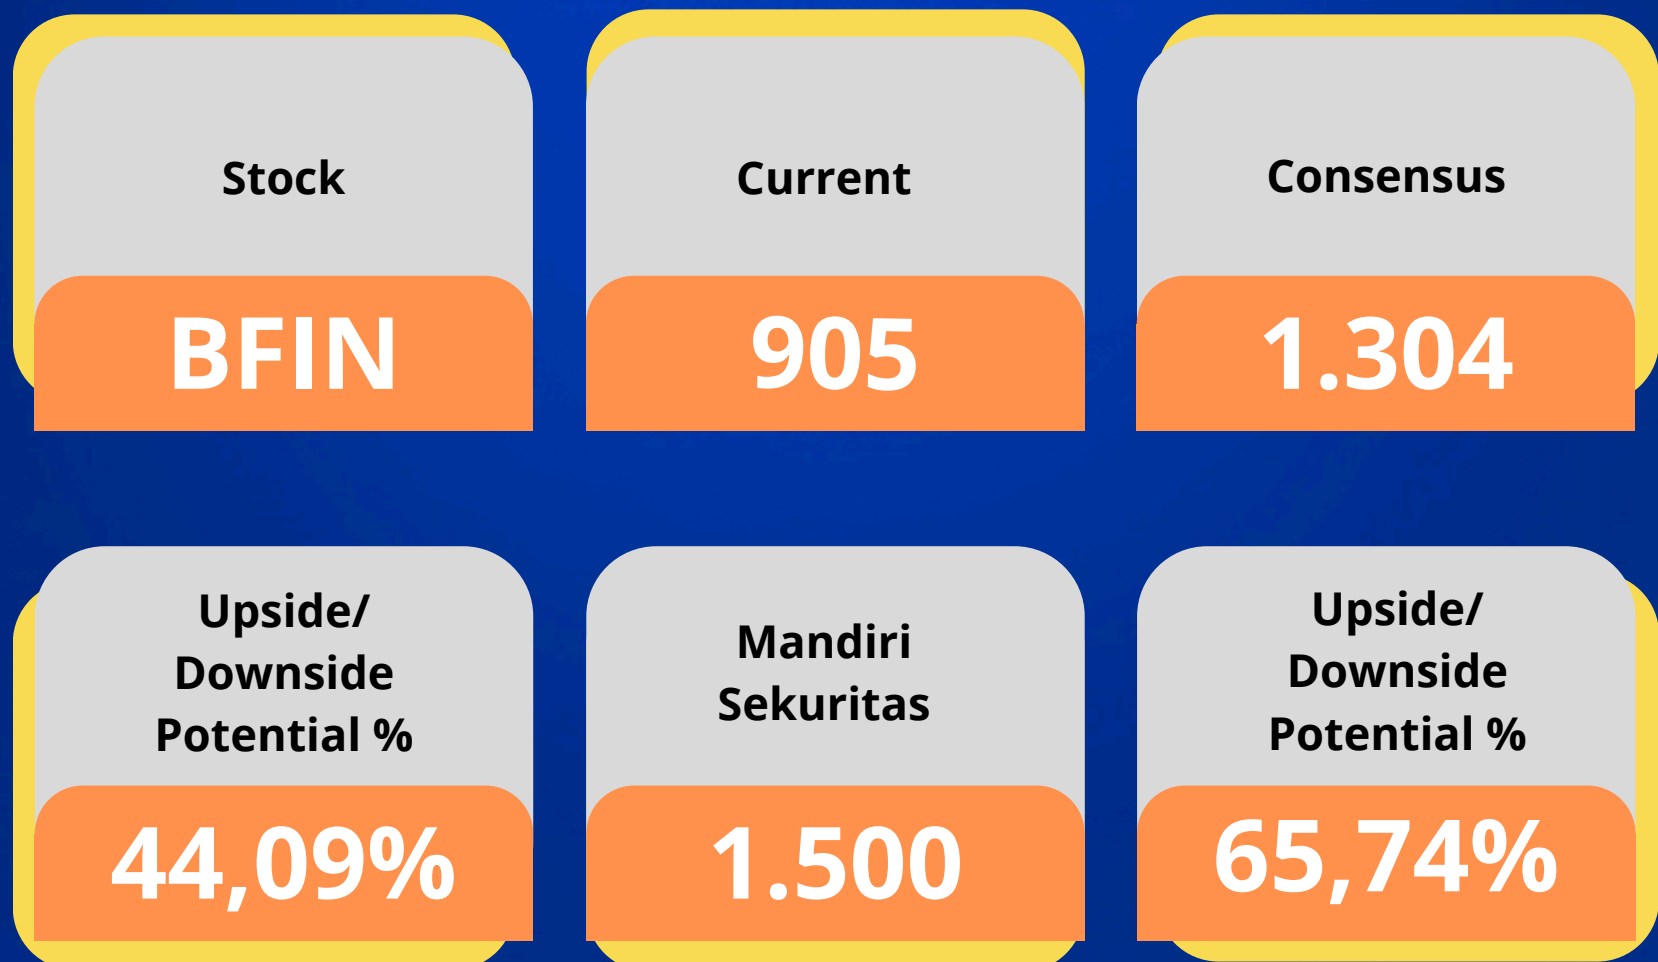 Stock
BFIN
Current
905
Consensus
1.304
Upside/
Downside
Potential %
44,09%
Mandiri
Sekuritas
1.500
Upside/
Downside
Potential %
65,74%